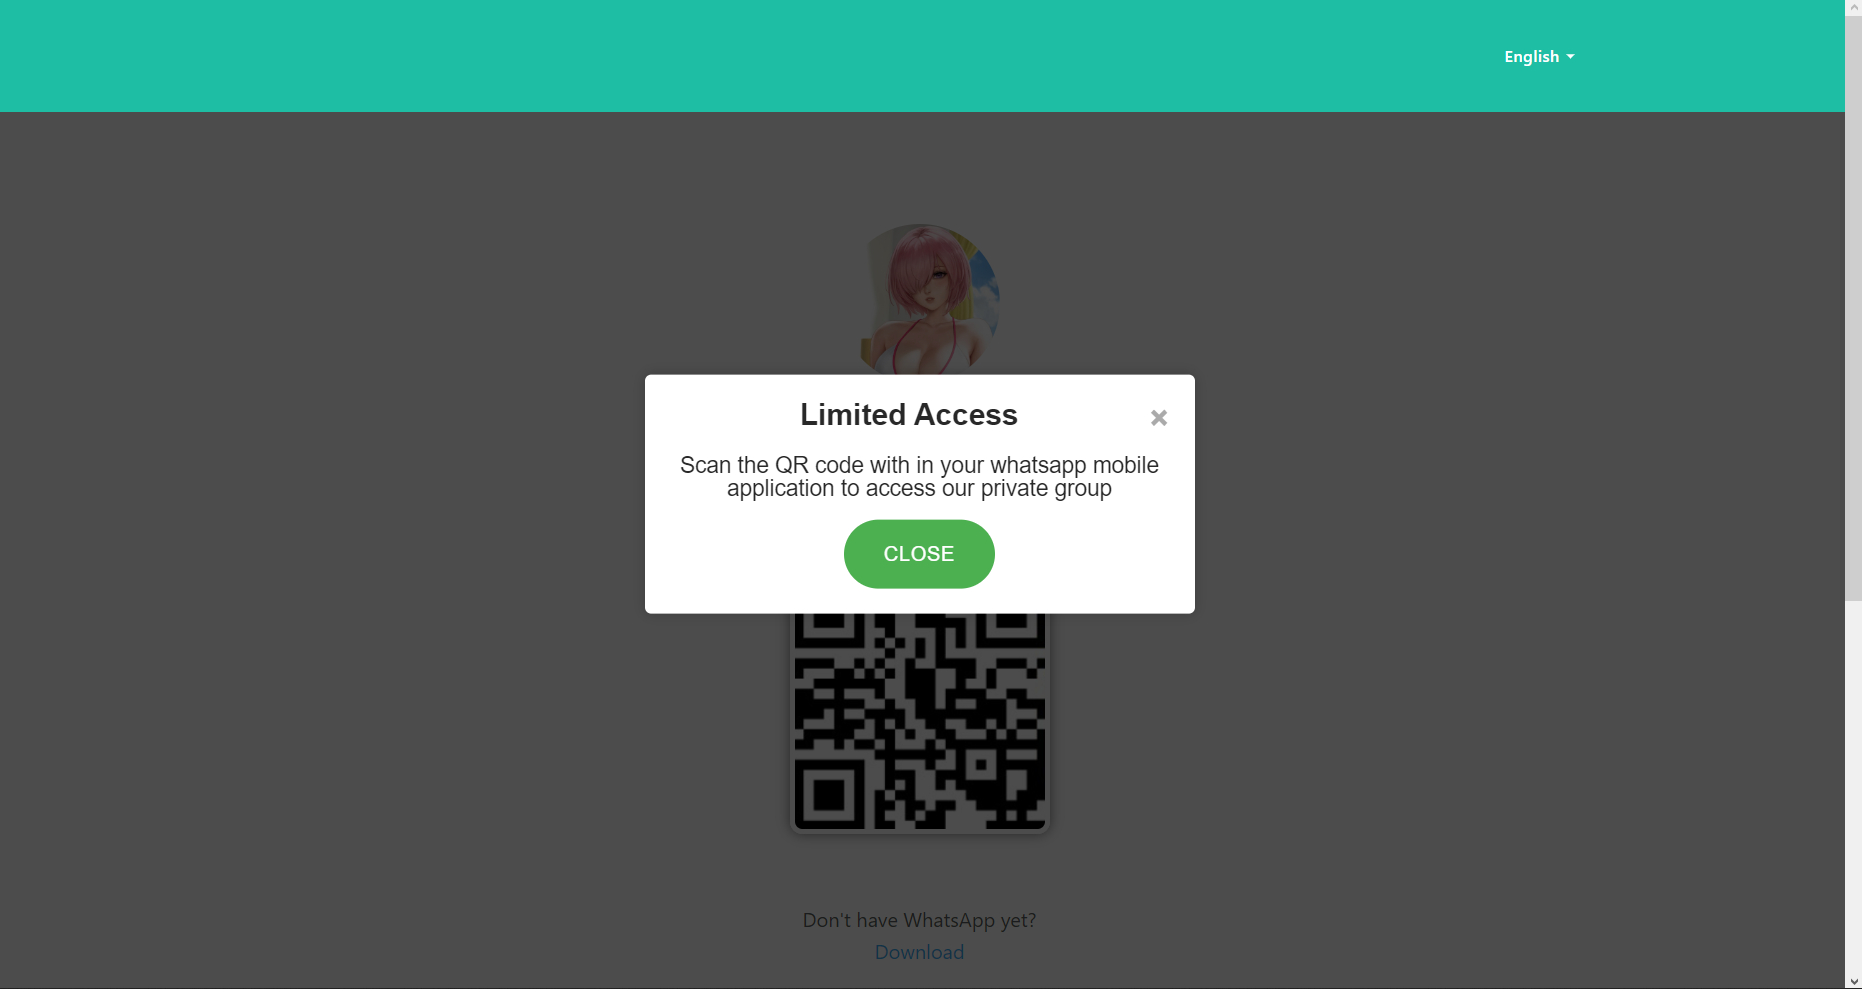 English
Limited Access
Scan the QR code with in your whatsapp mobile
application to access our private group
CLOSE
Don't have WhatsApp yet?
Download